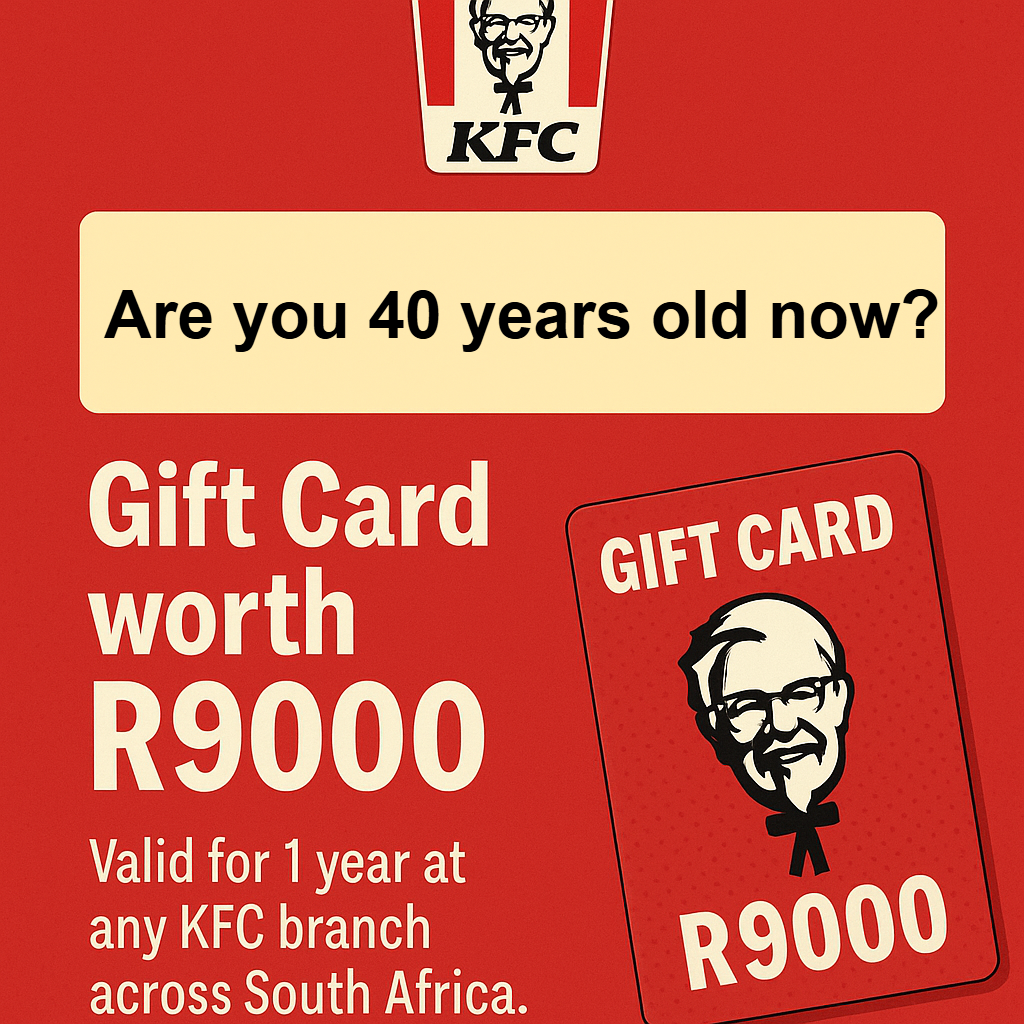 KFC
Are you 40 years old now?
Gift Card
worth
R9000
Valid for 1 year at
any KFC branch
across South Africa.
GIFT CARD
R9000